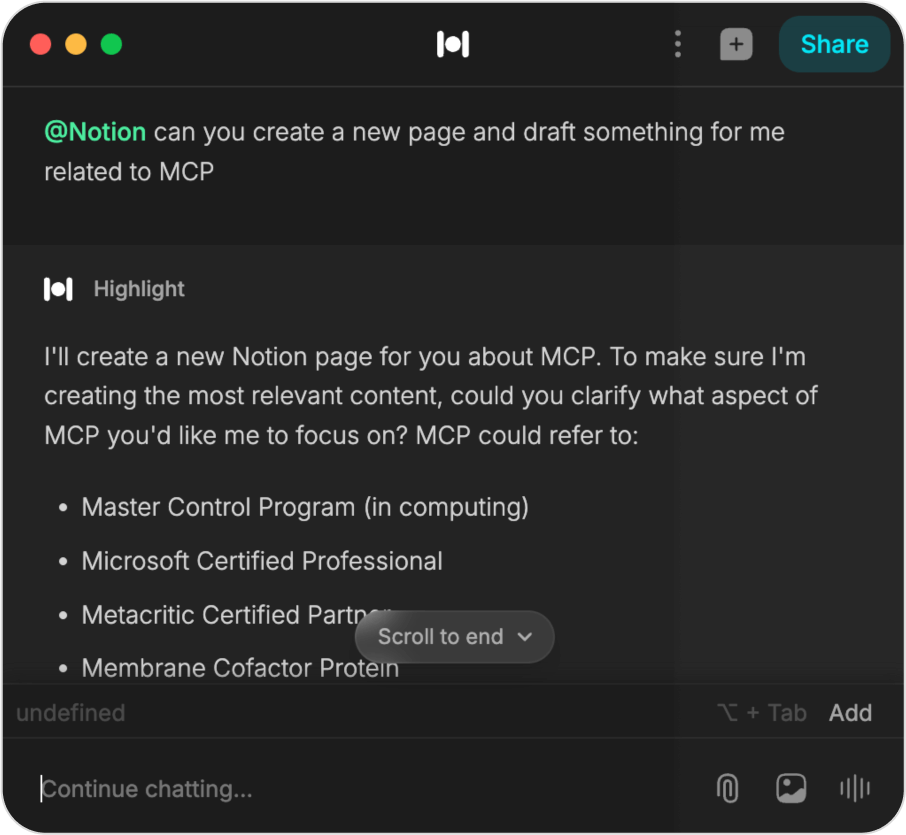 Share
@Notion can you create a new page and draft something for me
related to MCP
Highlight
I'll create a new Notion page for you about MCP. To make sure I'm
creating the most relevant content, could you clarify what aspect of
MCP you'd like me to focus on? MCP could refer to:
• Master Control Program (in computing)
• Microsoft Certified Professional
• Metacritic Certified Partner
Scroll to end
• Membrane Cofactor Protein
undefined ⌥ + Tab Add
Continue chatting...